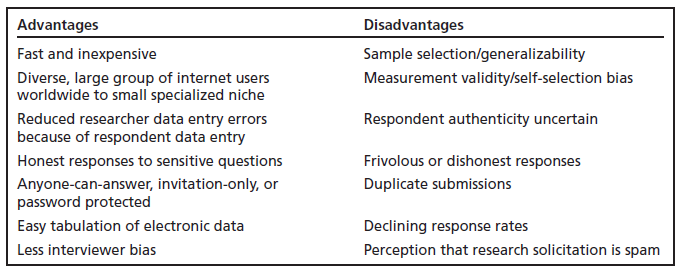 Advantages Disadvantages
Fast and inexpensive Sample selection/generalizability
Diverse, large group of internet users Measurement validity/self-selection bias
worldwide to small specialized niche
Reduced researcher data entry errors Respondent authenticity uncertain
because of respondent data entry
Honest responses to sensitive questions Frivolous or dishonest responses
Anyone-can-answer, invitation-only, or Duplicate submissions
password protected
Easy tabulation of electronic data Declining response rates
Less interviewer bias Perception that research solicitation is spam